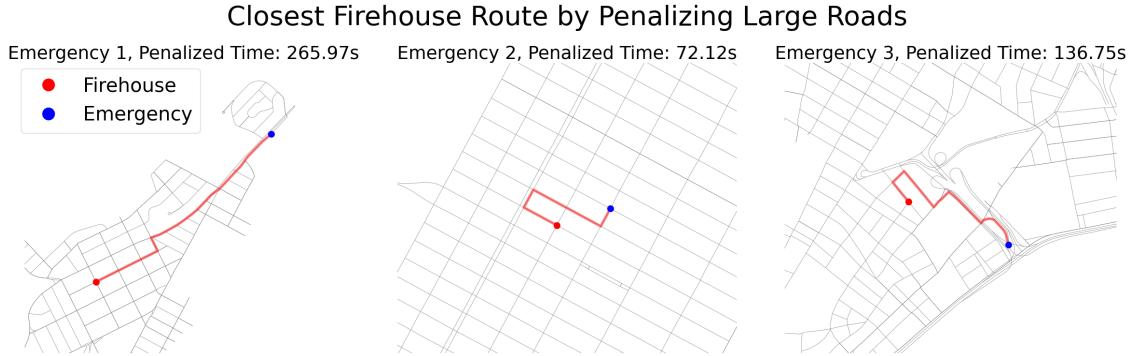 Closest Firehouse Route by Penalizing Large Roads
Emergency 1, Penalized Time: 265.97s
Firehouse
Emergency
Emergency 2, Penalized Time: 72.12s
Emergency 3, Penalized Time: 136.75s